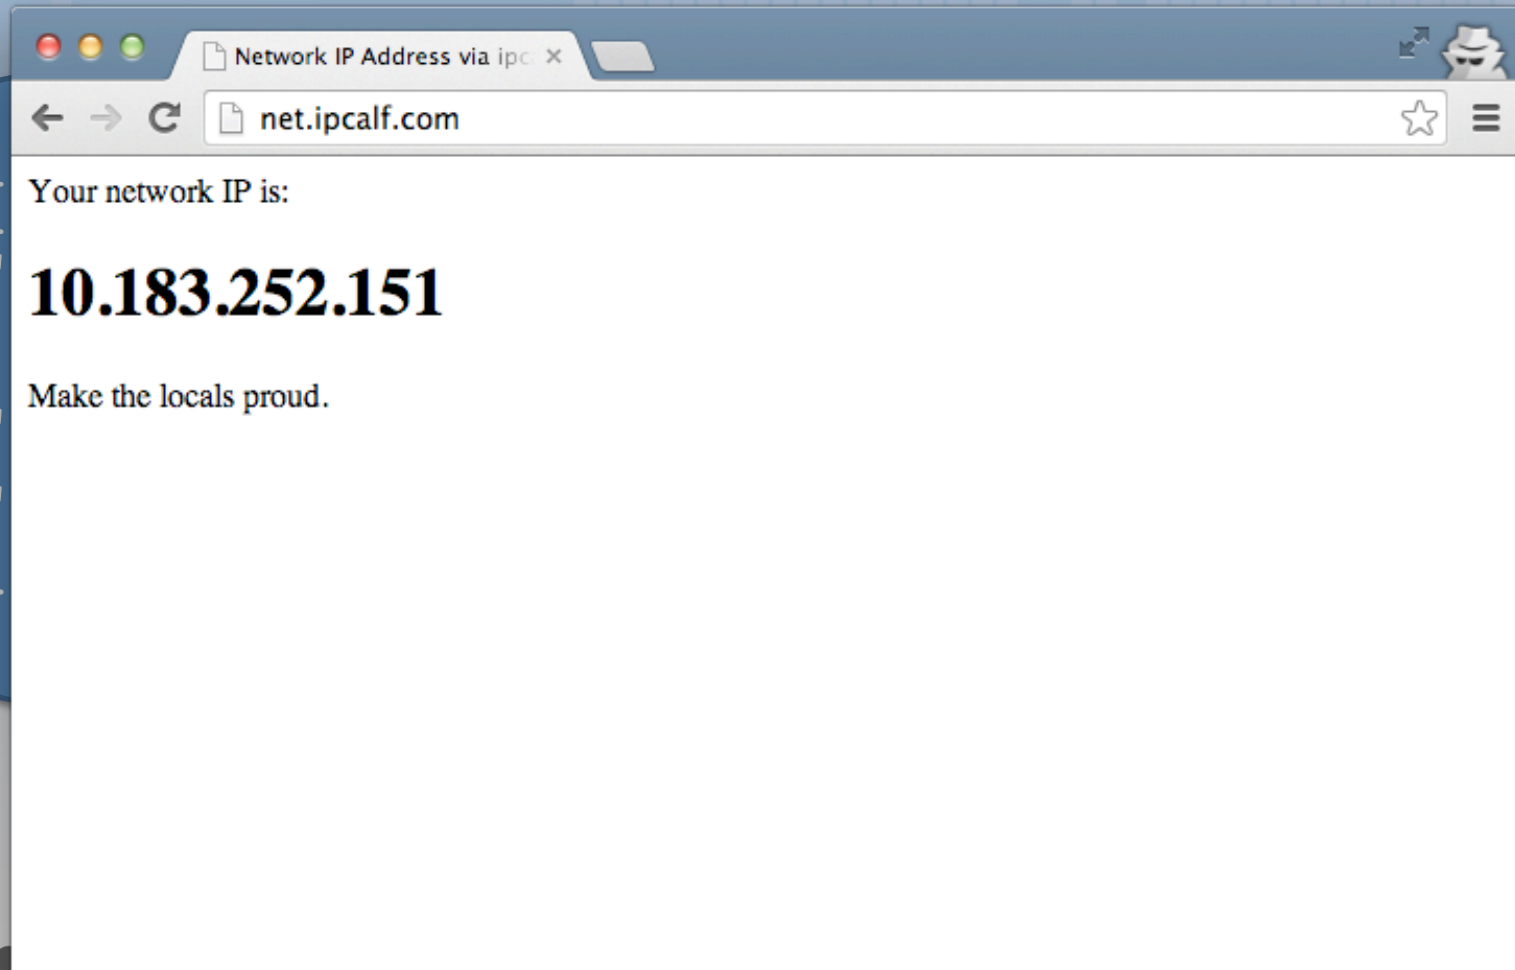 Network IP Address via ipc
net.ipcalf.com
Your network IP is:
10.183.252.151
Make the locals proud.